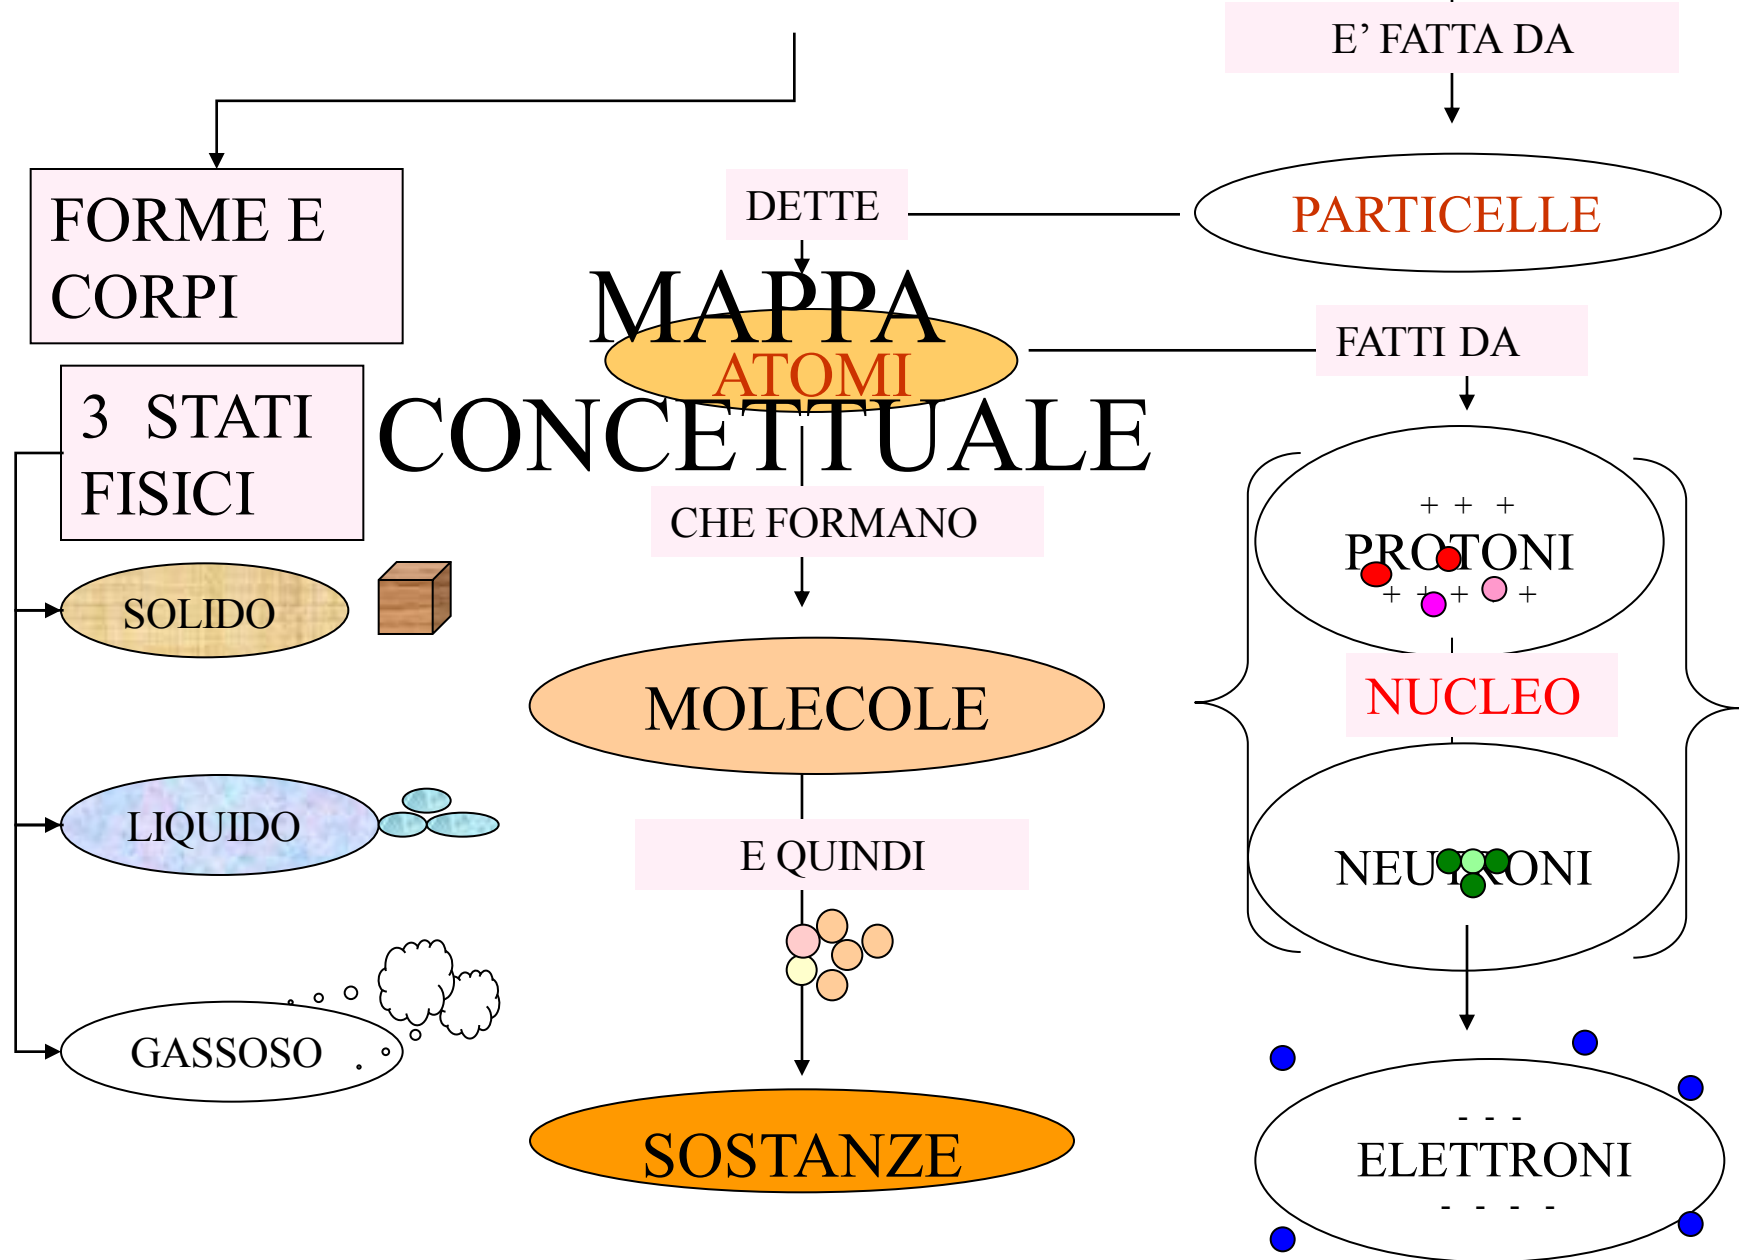 E’ FATTA DA
FORME E
CORPI
DETTE
PARTICELLE
MAPPA
CONCETTUALE
ATOMI
FATTI DA
3 STATI
FISICI
CHE FORMANO
+ + +
PROTONI
+ + + +
SOLIDO
MOLECOLE
NUCLEO
LIQUIDO
E QUINDI
NEUTRONI
GASSOSO
SOSTANZE
- - -
ELETTRONI
- - - -